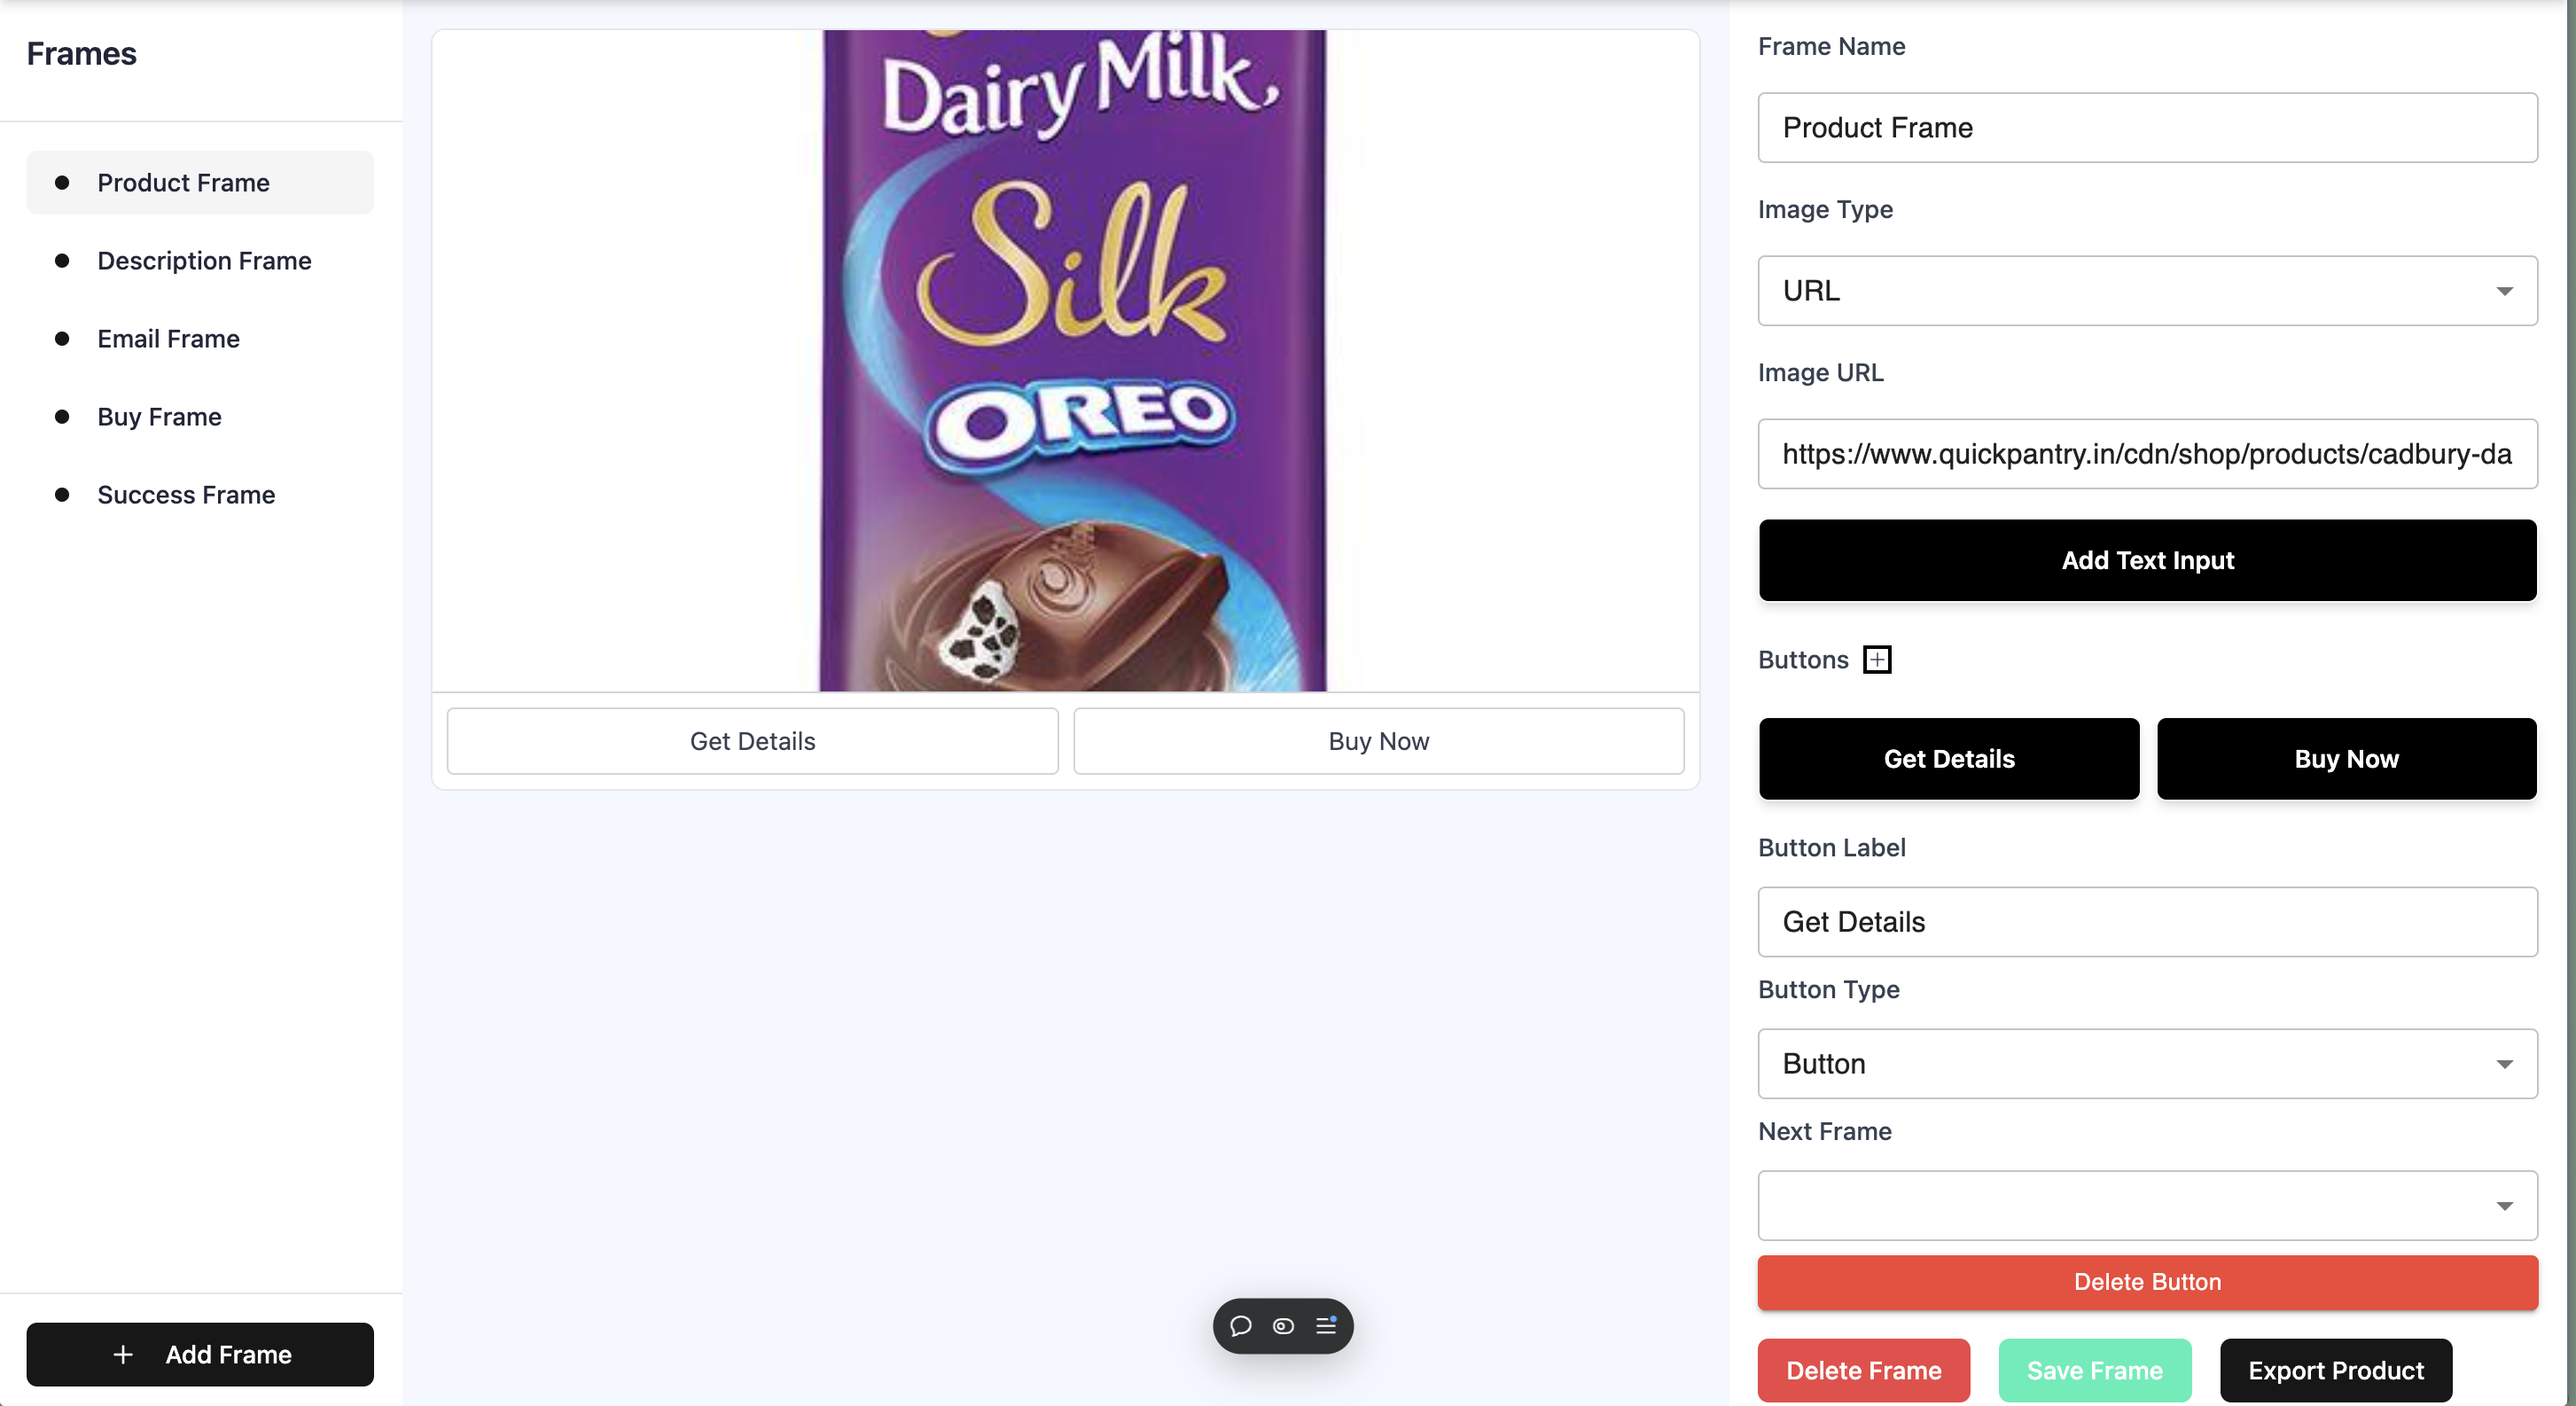 Frames
Product Frame
Description Frame
Email Frame
Buy Frame
Success Frame
Add Frame
Dairy Milk
Silk
OREO
Get Details
Buy Now
Frame Name
Product Frame
Image Type
URL
Image URL
https://www.quickpantry.in/cdn/shop/products/cadbury-da
Add Text Input
Buttons
Get Details
Buy Now
Button Label
Get Details
Button Type
Button
Next Frame
Delete Button
Delete Frame
Save Frame
Export Product